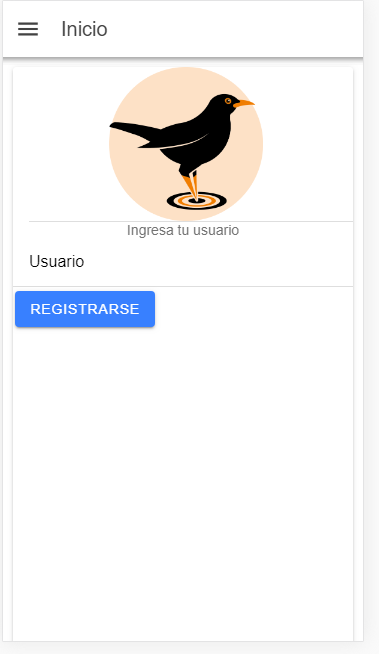 Inicio
Ingresa tu usuario
Usuario
REGISTRARSE